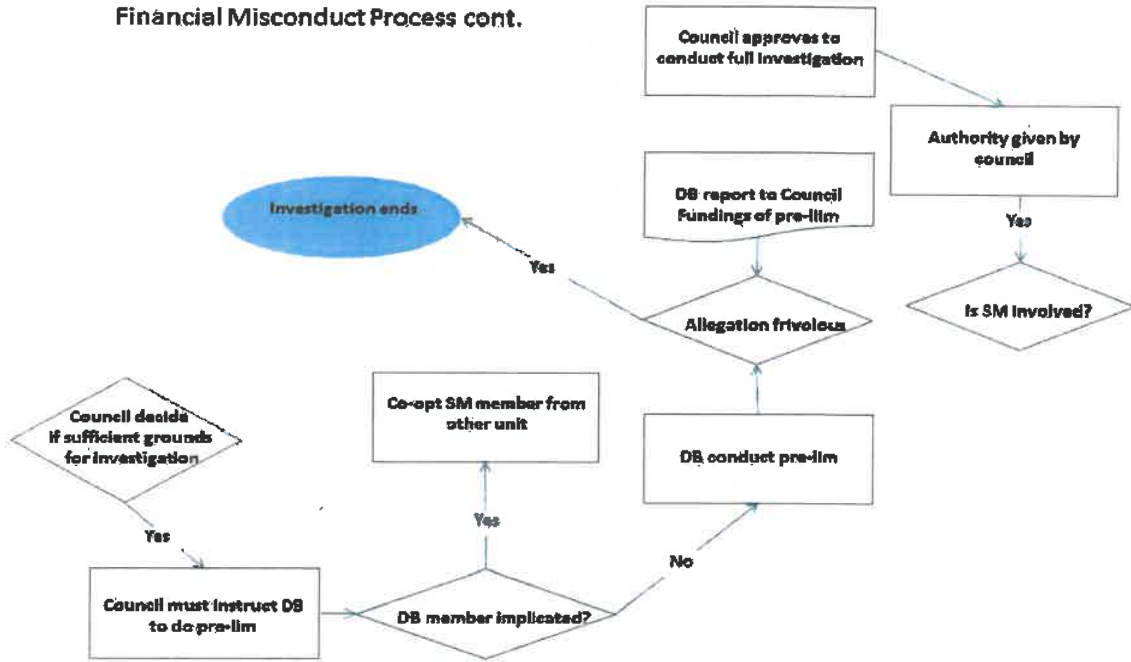 Financial Misconduct Process cont.
Council approves to
conduct full investigation
Authority given by
council
Yes
Is SM involved?
DB report to Council
Fundings of pre-lim
Investigation ends
Yes
Allegation frivolous
Council decide
if sufficient grounds
for investigation
Yes
Co-opt SM member from
other unit
Yes
DB conduct pre-lim
No
Council must instruct DB
to do pre-lim
DB member implicated?